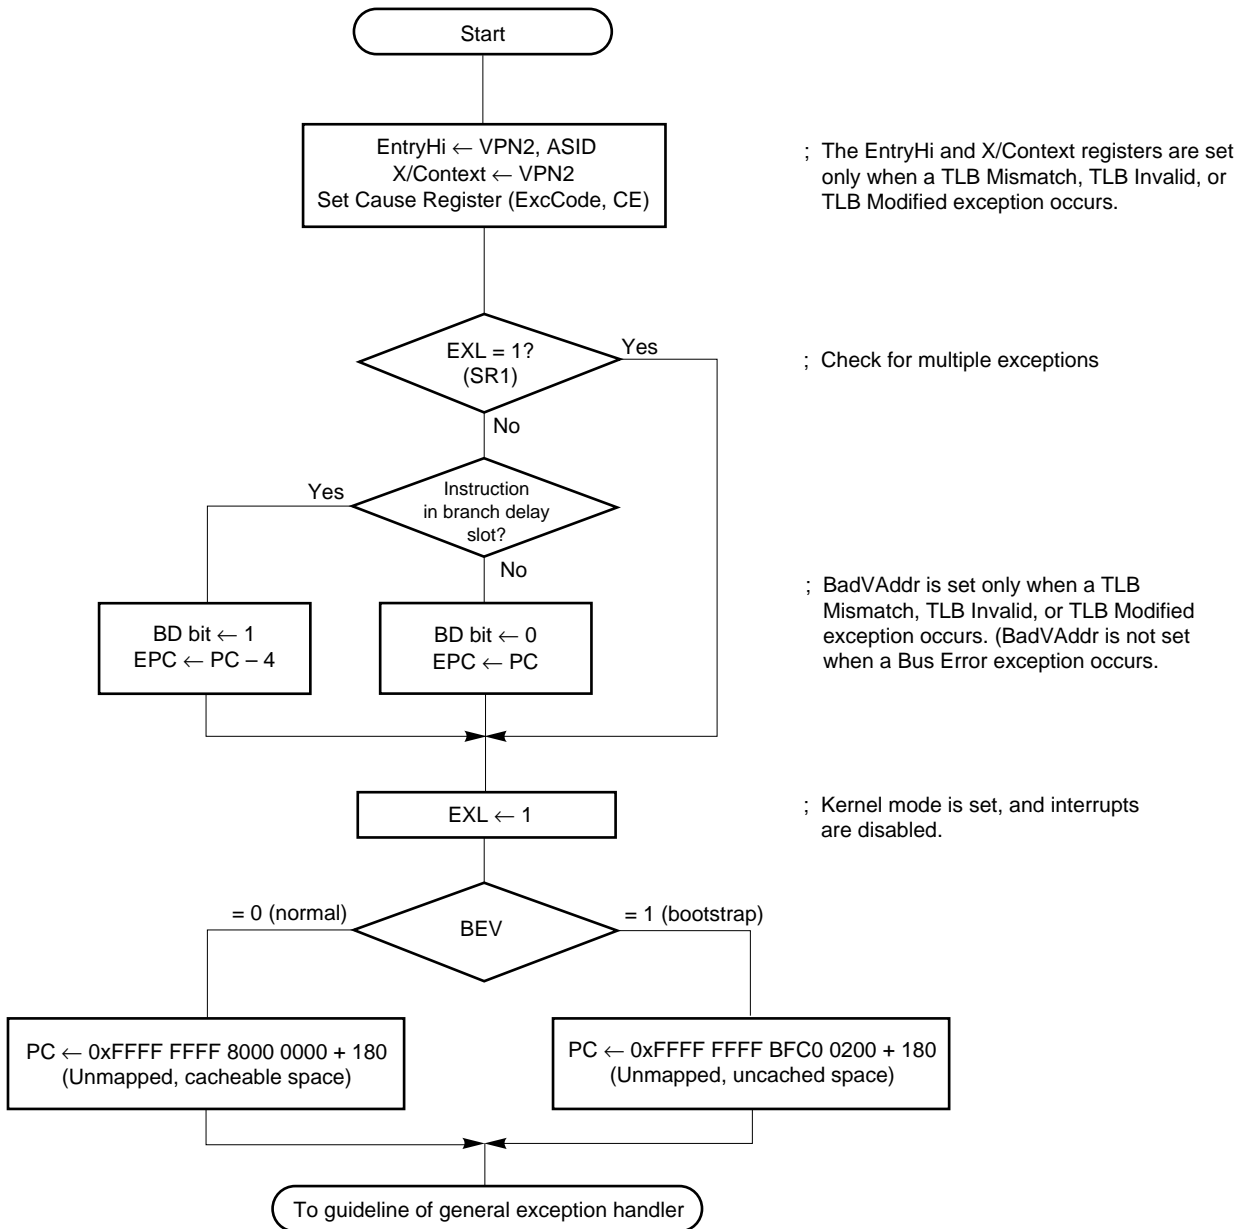 Start
EntryHi ← VPN2, ASID
X/Context ← VPN2
Set Cause Register (ExcCode, CE)
; The EntryHi and X/Context registers are set
only when a TLB Mismatch, TLB Invalid, or
TLB Modified exception occurs.
EXL = 1?
(SR1)
Yes
; Check for multiple exceptions
No
Yes
Instruction
in branch delay
slot?
No
BD bit ← 1
EPC ← PC – 4
BD bit ← 0
EPC ← PC
; BadVAddr is set only when a TLB
Mismatch, TLB Invalid, or TLB Modified
exception occurs. (BadVAddr is not set
when a Bus Error exception occurs.
EXL ← 1
; Kernel mode is set, and interrupts
are disabled.
= 0 (normal)
BEV
= 1 (bootstrap)
PC ← 0xFFFF FFFF 8000 0000 + 180
(Unmapped, cacheable space)
PC ← 0xFFFF FFFF BFC0 0200 + 180
(Unmapped, uncached space)
To guideline of general exception handler